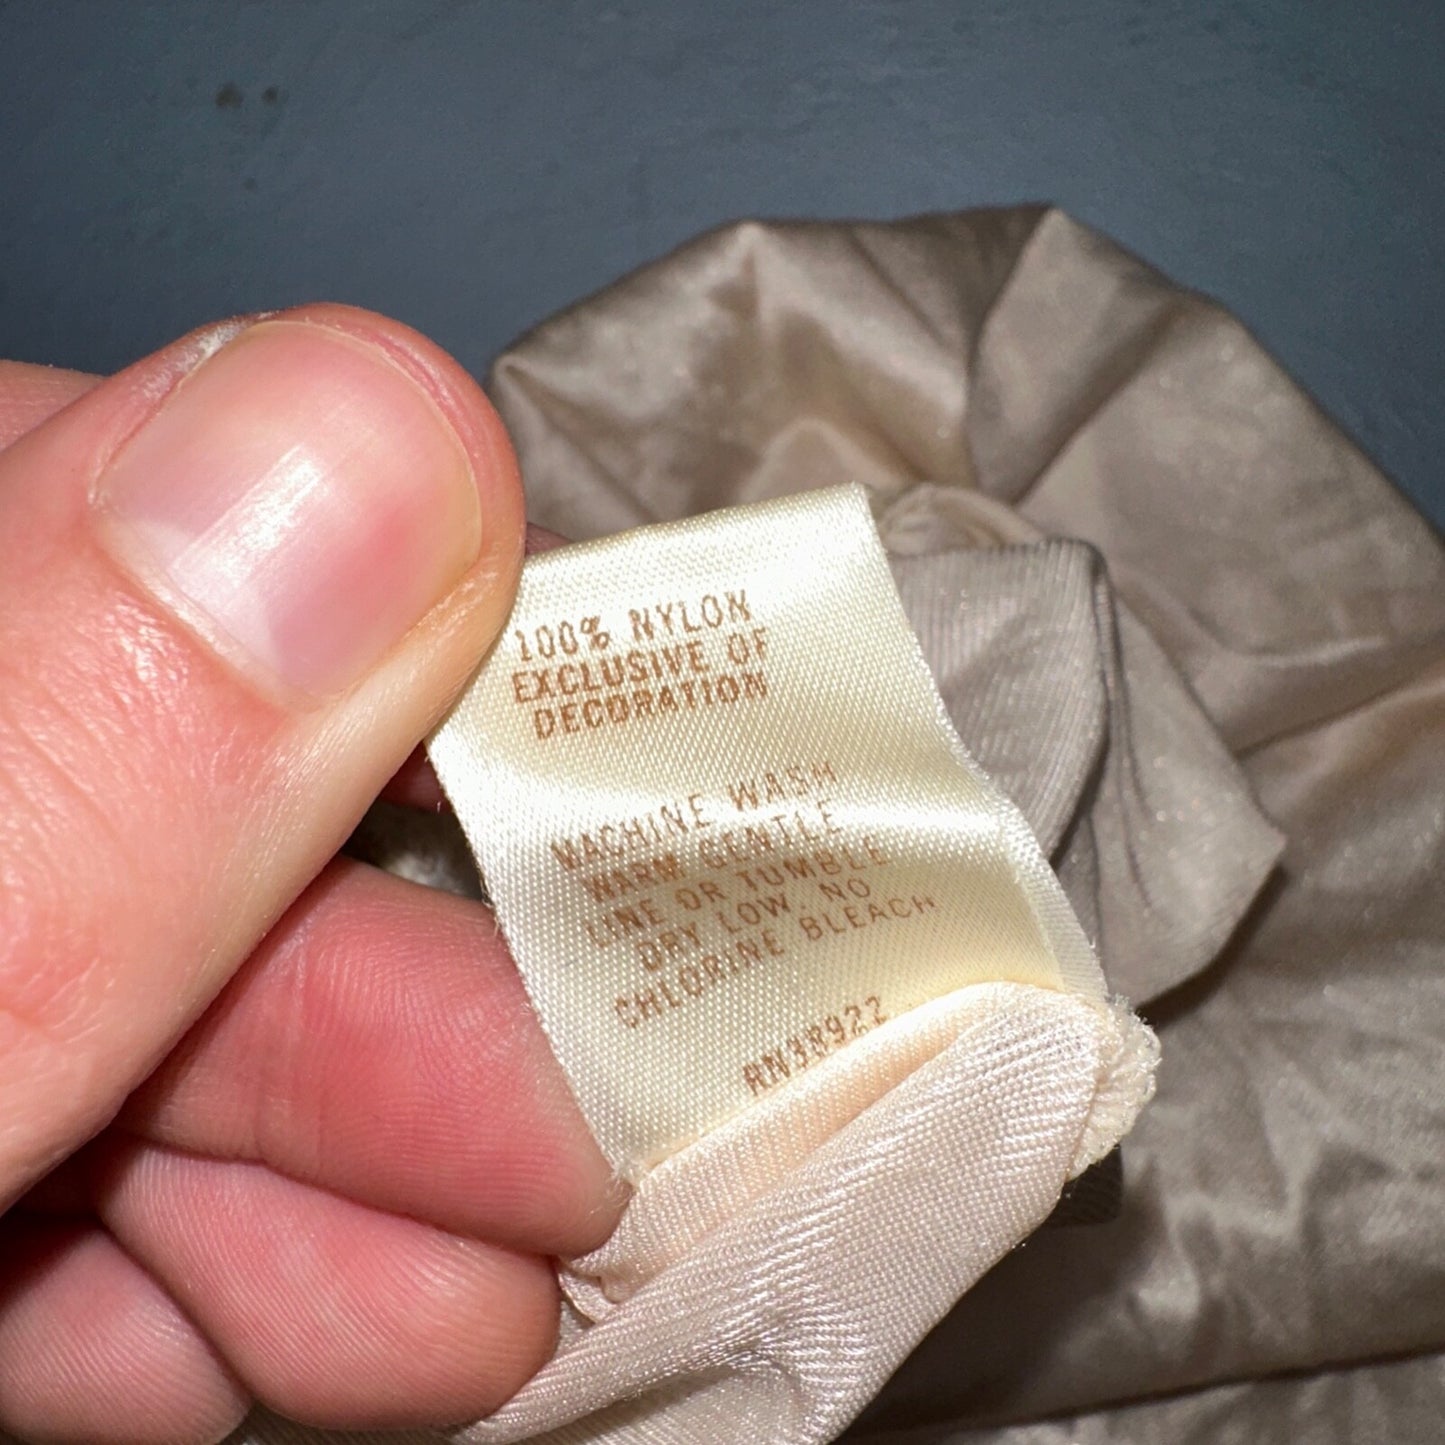 100% NYLON
EXCLUSIVE OF
DECORATION
MACHINE WASH
WARM GENTLE
LINE OR TUMBLE
DRY LOW. NO
CHLORINE BLEACH
RN38922